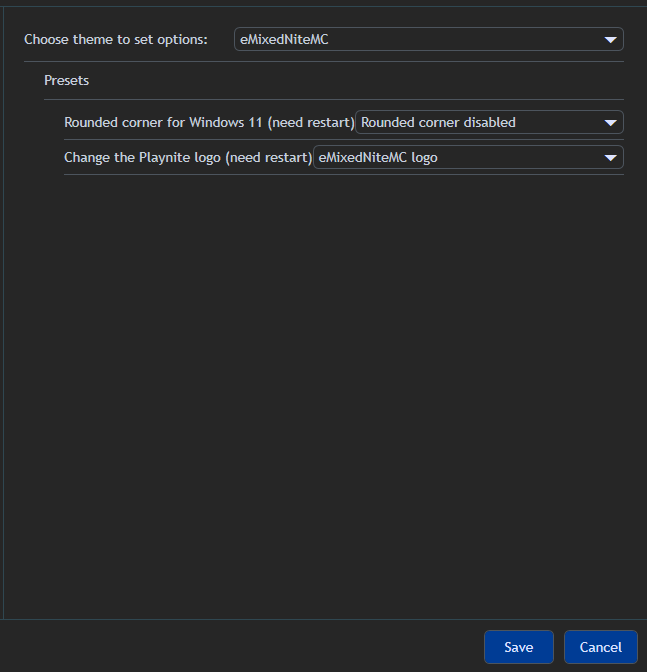 Choose theme to set options: eMixedNiteMC
Presets
Rounded corner for Windows 11 (need restart) Rounded corner disabled
Change the Playnite logo (need restart) eMixedNiteMC logo
Save Cancel